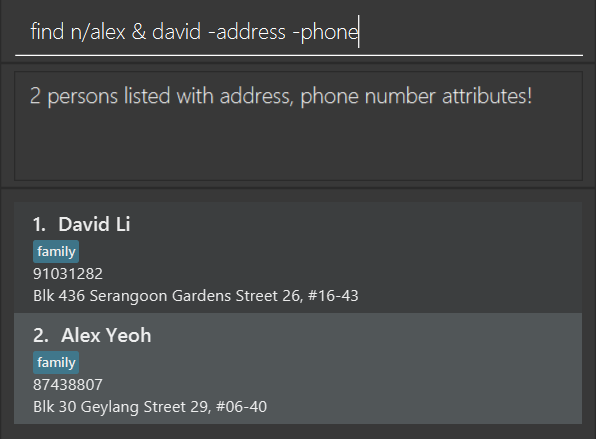 find n/alex & david -address -phone
2 persons listed with address, phone number attributes!
1. David Li
family
91031282
Blk 436 Serangoon Gardens Street 26, #16-43
2. Alex Yeoh
family
87438807
Blk 30 Geylang Street 29, #06-40